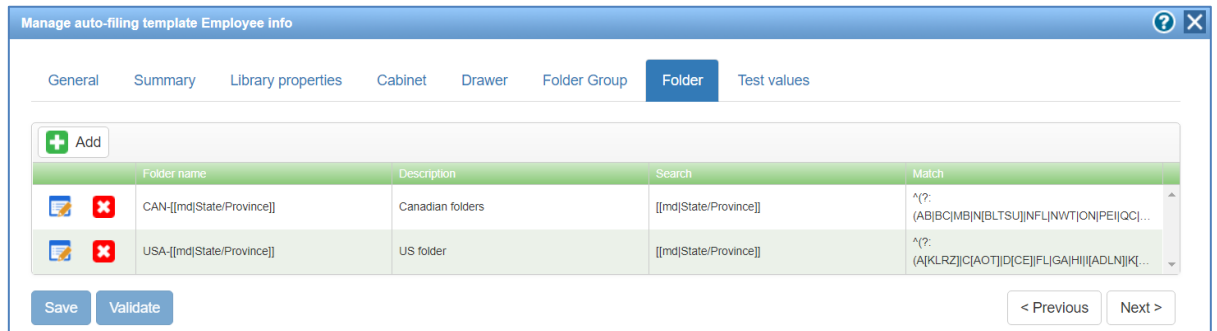 Manage auto-filing template Employee info
?
General Summary Library properties Cabinet Drawer Folder Group Folder Test values
Add
Folder name Description Search Match
CAN-[[md|State/Province]] Canadian folders [[md|State/Province]] ^(?:
(AB|BC|MB|N[BLTSU]|NFL|NWT|ON|PEI|QC|...
USA-[[md|State/Province]] US folder [[md|State/Province]] ^(?:
(A[KLRZ]|C[AOT]|D[CE]|FL|GA|HI|I[ADLN]|K[...
Save Validate < Previous Next >